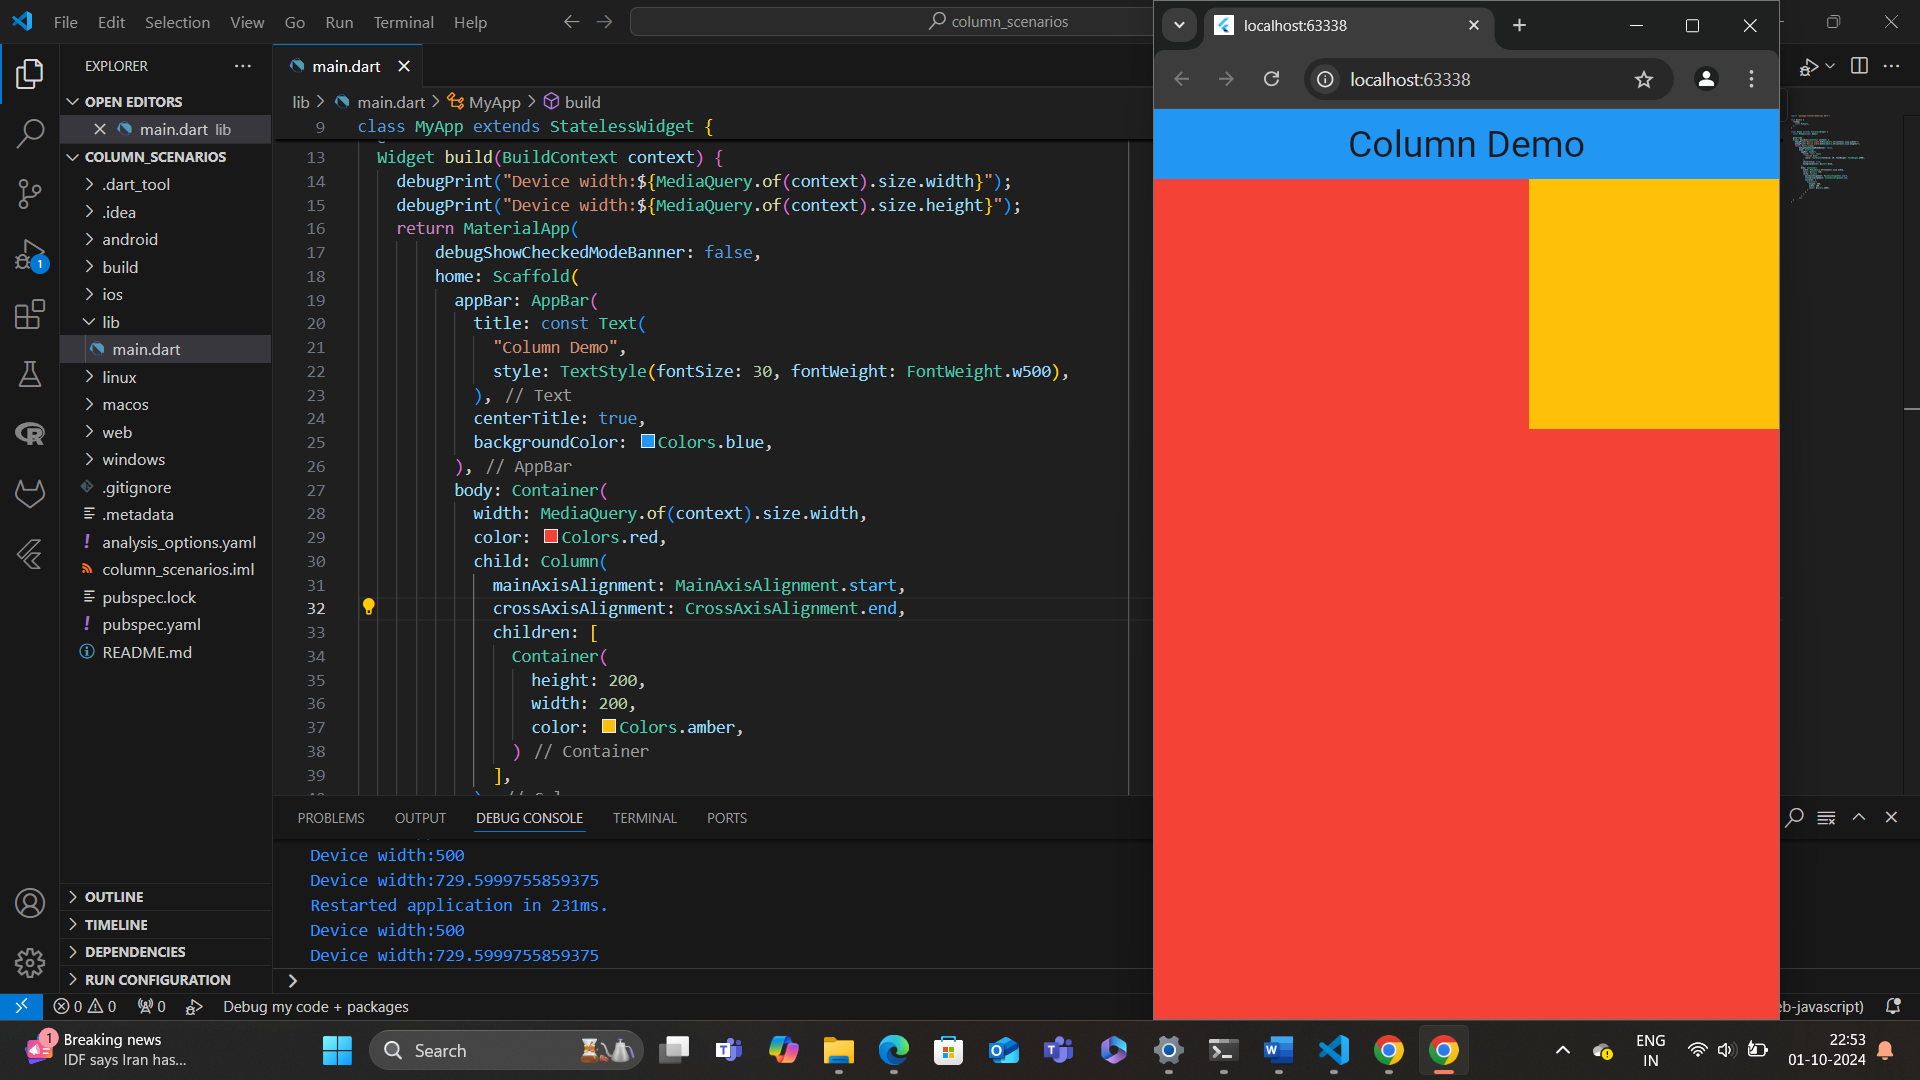 File Edit Selection View Go Run Terminal Help
column_scenarios
localhost:63338
EXPLORER
main.dart
localhost:63338
OPEN EDITORS
lib > main.dart > MyApp > build
main.dart lib
9 class MyApp extends StatelessWidget {
Column Demo
COLUMN_SCENARIOS
.dart_tool
.idea
android
build
ios
lib
main.dart
linux
macos
web
windows
.gitignore
.metadata
analysis_options.yaml
column_scenarios.iml
pubspec.lock
pubspec.yaml
README.md
13 Widget build(BuildContext context) {
14 debugPrint("Device width:${MediaQuery.of(context).size.width}");
15 debugPrint("Device width:${MediaQuery.of(context).size.height}");
16 return MaterialApp(
17 debugShowCheckedModeBanner: false,
18 home: Scaffold(
19 appBar: AppBar(
20 title: const Text(
21 "Column Demo",
22 style: TextStyle(fontSize: 30, fontWeight: FontWeight.w500),
23 ), // Text
24 centerTitle: true,
25 backgroundColor: Colors.blue,
26 ), // AppBar
27 body: Container(
28 width: MediaQuery.of(context).size.width,
29 color: Colors.red,
30 child: Column(
31 mainAxisAlignment: MainAxisAlignment.start,
32 crossAxisAlignment: CrossAxisAlignment.end,
33 children: [
34 Container(
35 height: 200,
36 width: 200,
37 color: Colors.amber,
38 ) // Container
39 ],
PROBLEMS OUTPUT DEBUG CONSOLE TERMINAL PORTS
Device width:500
Device width:729.5999755859375
Restarted application in 231ms.
Device width:500
Device width:729.5999755859375
OUTLINE
TIMELINE
DEPENDENCIES
RUN CONFIGURATION
1
0 0 0 Debug my code + packages
b-javascript)
1
Breaking news
IDF says Iran has...
Search
ENG
IN
22:53
01-10-2024